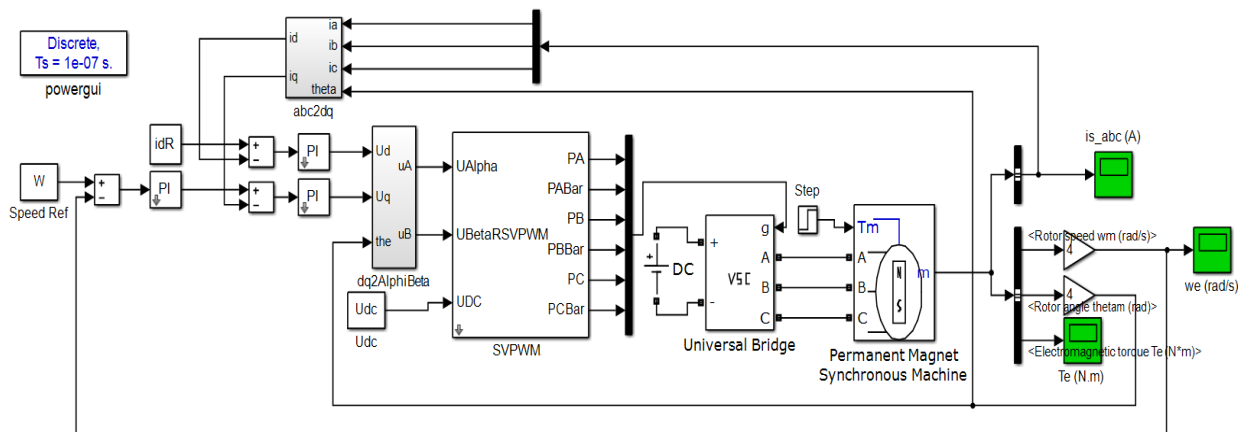 Discrete,
Ts = 1e-07 s.
powergui
id
iq
ia
ib
ic
theta
abc2dq
W
Speed Ref
+
−
PI
idR
+
−
+
−
PI
PI
Ud
Uq
the
uA
uB
dq2AlphiBeta
Udc
Udc
UAlpha
UBetaRSVPWM
UDC
PA
PABar
PB
PBBar
PC
PCBar
SVPWM
+
DC
+
-
g
VSC
A
B
C
Universal Bridge
Step
Tm
A
B
C
N
S
m
Permanent Magnet
Synchronous Machine
is_abc (A)
<Rotor speed wm (rad/s)>
4
we (rad/s)
4
<Rotor angle thetam (rad)>
<Electromagnetic torque Te (N*m)>
Te (N.m)